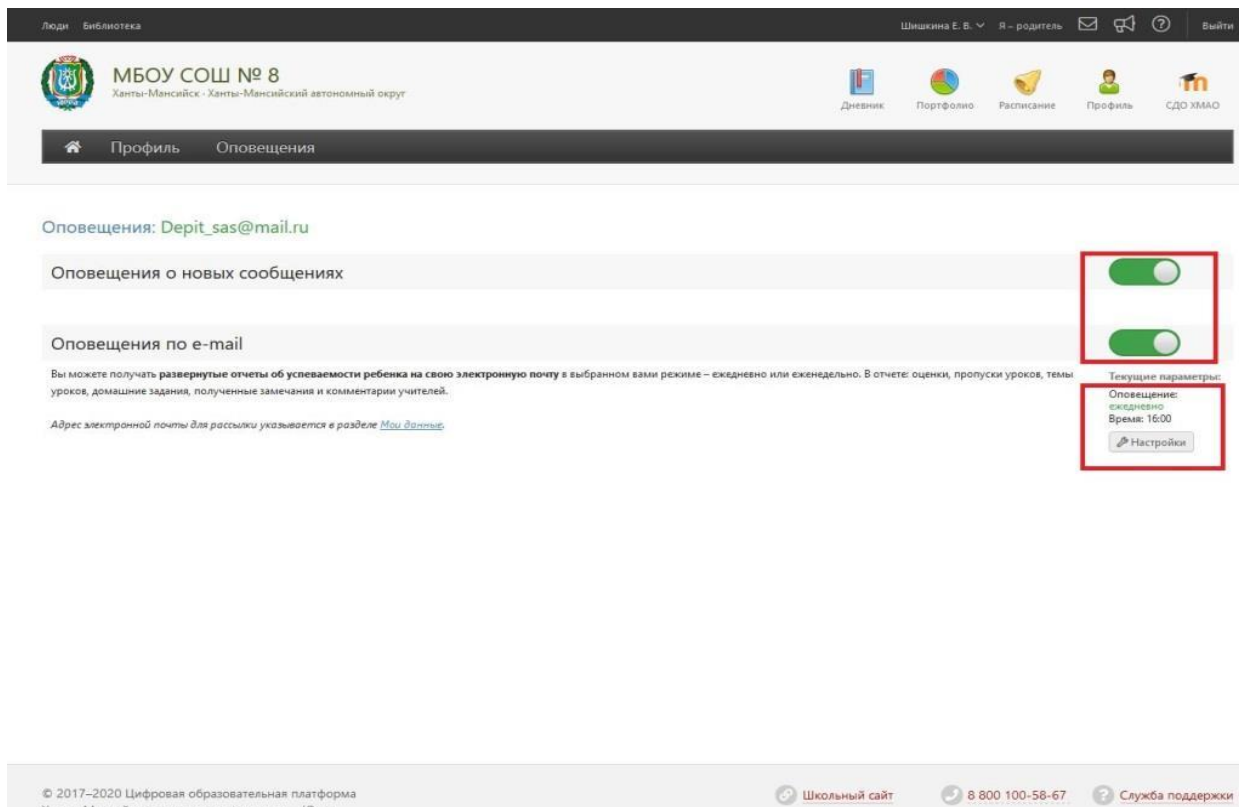 Люди Библиотека Шишкина Е. В. Я – родитель Выйти
МБОУ СОШ № 8
Ханты-Мансийск · Ханты-Мансийский автономный округ
Дневник Портфолио Расписание Профиль СДО ХМАО
Профиль Оповещения
Оповещения: Depit_sas@mail.ru
Оповещения о новых сообщениях
Оповещения по e-mail
Вы можете получать развернутые отчеты об успеваемости ребенка на свою электронную почту в выбранном вами режиме – ежедневно или еженедельно. В отчете: оценки, пропуски уроков, темы
уроков, домашние задания, полученные замечания и комментарии учителей.
Адрес электронной почты для рассылки указывается в разделе Мои данные.
Текущие параметры:
Оповещение:
ежедневно
Время: 16:00
Настройки
© 2017–2020 Цифровая образовательная платформа
Школьный сайт 8 800 100-58-67 Служба поддержки